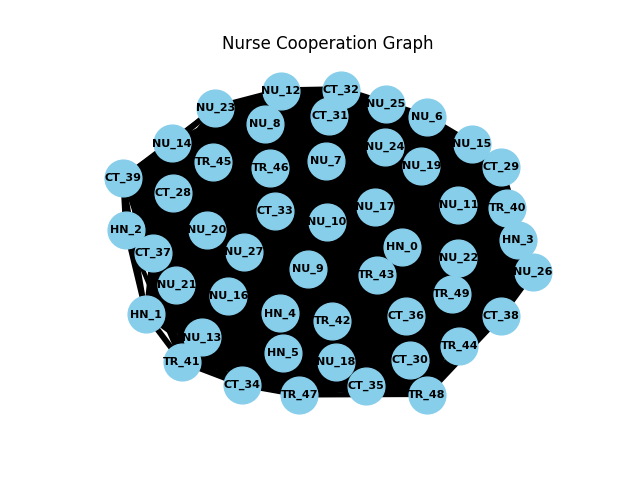 Nurse Cooperation Graph
NU_12
CT_32
NU_25
NU_23
NU_8
CT_31
NU_6
NU_14
NU_24
NU_15
TR_45
TR_46
NU_7
NU_19
CT_29
CT_39
CT_28
CT_33
NU_17
NU_11
TR_40
HN_2
NU_20
NU_10
HN_3
CT_37
NU_27
HN_0
NU_22
NU_26
NU_21
NU_16
NU_9
TR_43
TR_49
HN_1
HN_4
TR_42
CT_36
CT_38
NU_13
TR_41
HN_5
NU_18
CT_30
TR_44
CT_34
TR_47
CT_35
TR_48